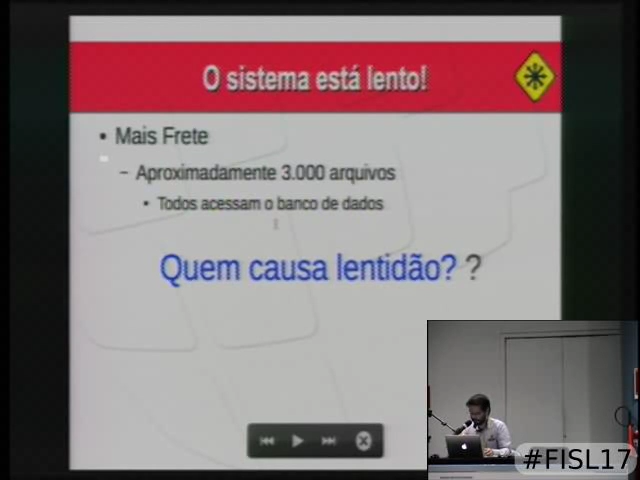 O sistema está lento!
• Mais Frete
– Aproximadamente 3.000 arquivos
• Todos acessam o banco de dados
Quem causa lentidão? ?
#FISL17